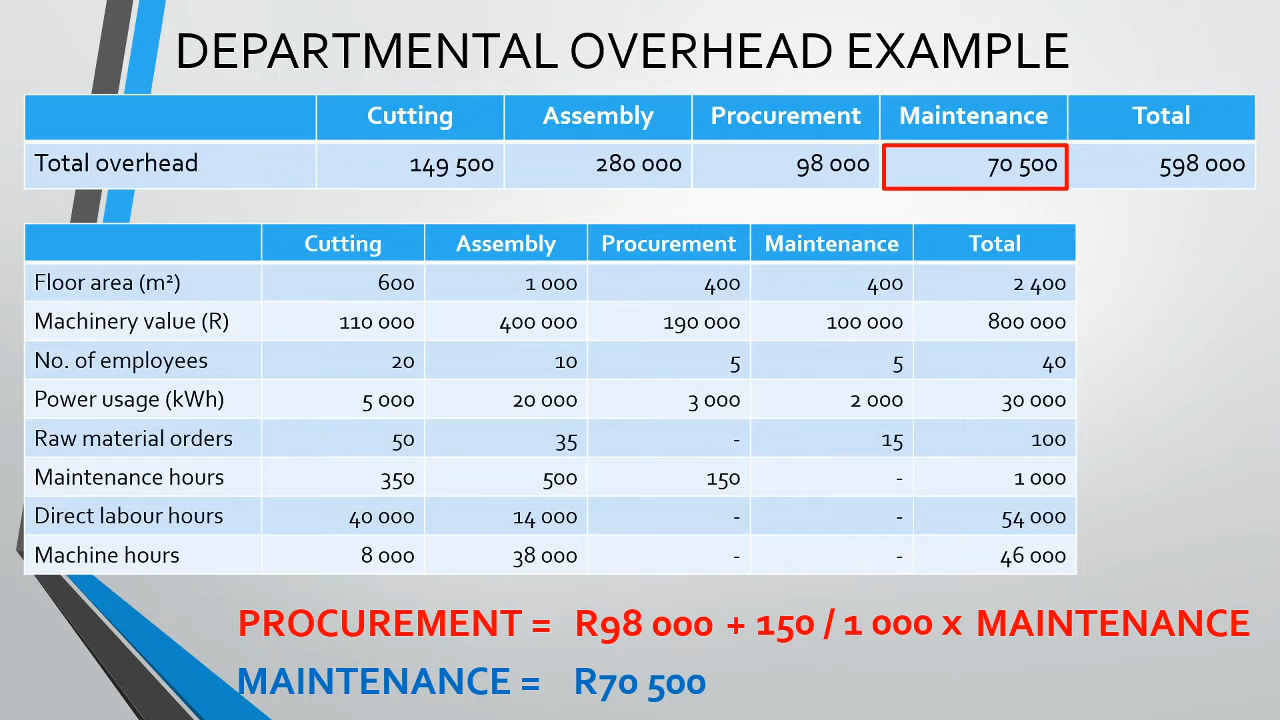 DEPARTMENTAL OVERHEAD EXAMPLE
Cutting Assembly Procurement Maintenance Total
Total overhead 149 500 280 000 98 000 70 500 598 000
Cutting Assembly Procurement Maintenance Total
Floor area (m²) 600 1 000 400 400 2 400
Machinery value (R) 110 000 400 000 190 000 100 000 800 000
No. of employees 20 10 5 5 40
Power usage (kWh) 5 000 20 000 3 000 2 000 30 000
Raw material orders 50 35 - 15 100
Maintenance hours 350 500 150 - 1 000
Direct labour hours 40 000 14 000 - - 54 000
Machine hours 8 000 38 000 - - 46 000
PROCUREMENT = R98 000 + 150 / 1 000 x MAINTENANCE
MAINTENANCE = R70 500